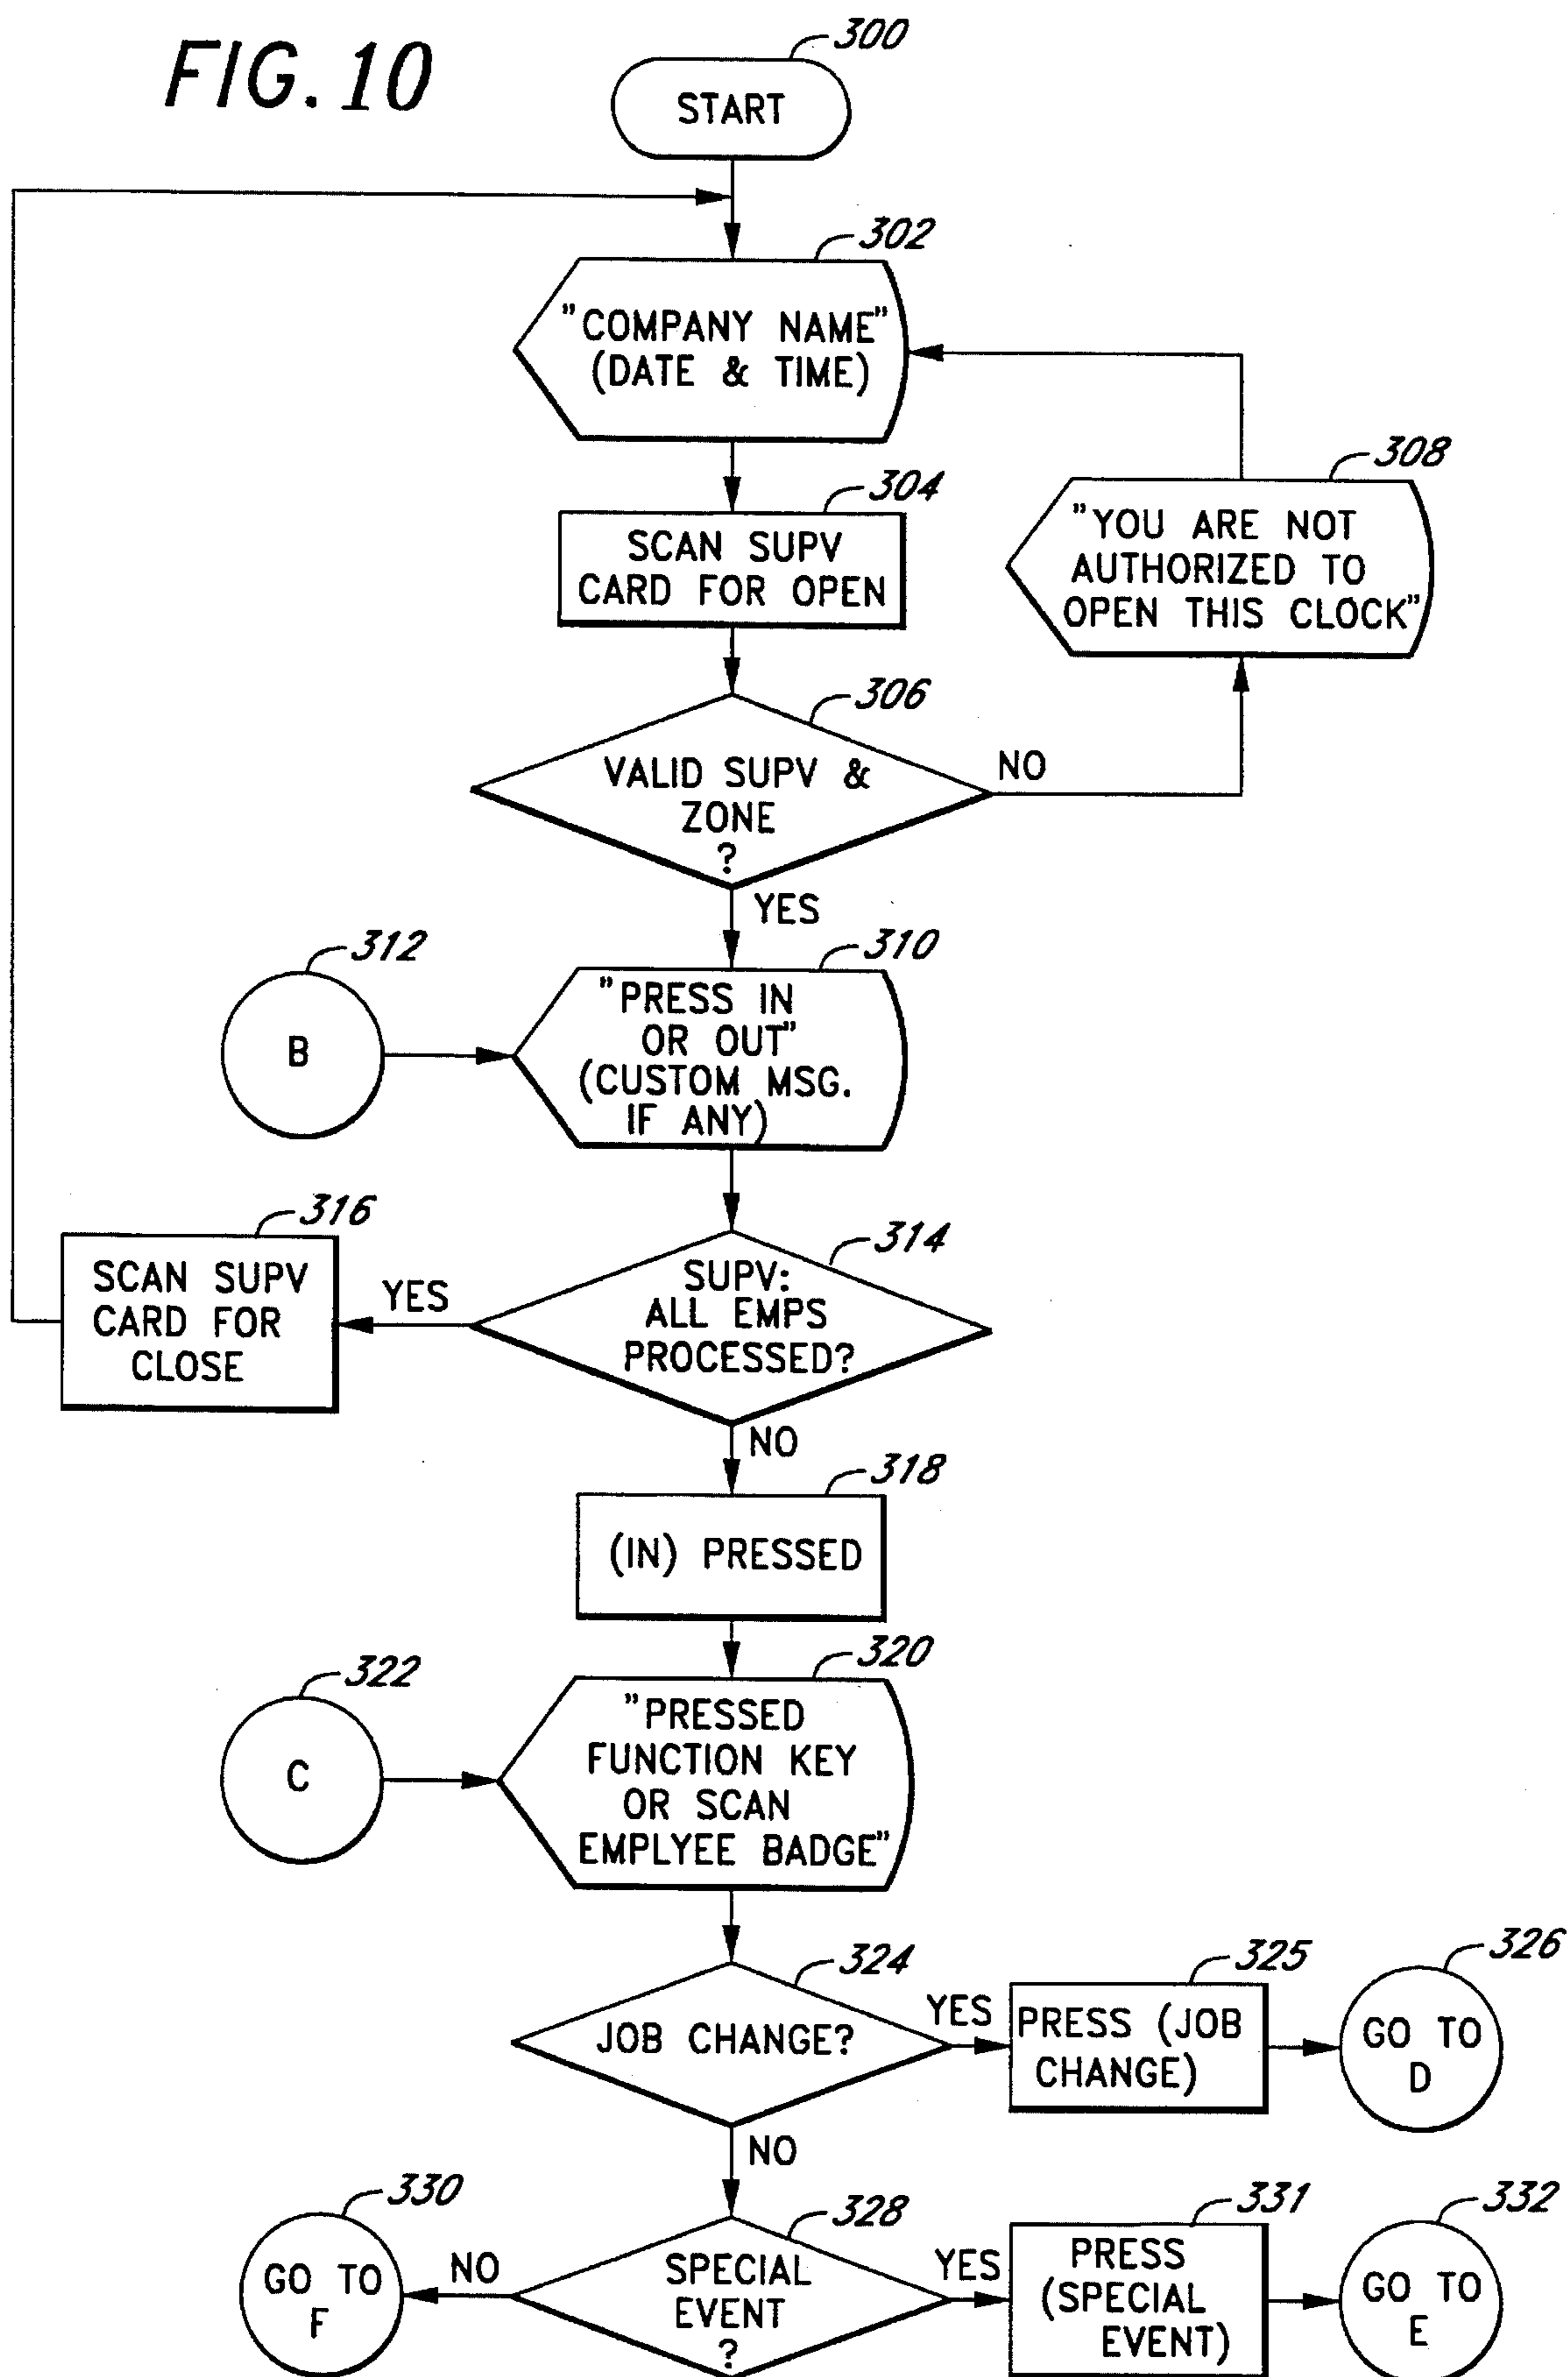 FIG. 10
300
START
302
"COMPANY NAME"
(DATE & TIME)
304
SCAN SUPV
CARD FOR OPEN
308
"YOU ARE NOT
AUTHORIZED TO
OPEN THIS CLOCK"
306
VALID SUPV &
ZONE
?
NO
YES
312
B
310
"PRESS IN
OR OUT"
(CUSTOM MSG.
IF ANY)
316
SCAN SUPV
CARD FOR
CLOSE
YES
314
SUPV:
ALL EMPS
PROCESSED?
NO
318
(IN) PRESSED
322
C
320
"PRESSED
FUNCTION KEY
OR SCAN
EMPLYEE BADGE"
324
JOB CHANGE?
YES
325
PRESS (JOB
CHANGE)
326
GO TO
D
NO
330
GO TO
F
NO
328
SPECIAL
EVENT
?
YES
331
PRESS
(SPECIAL
EVENT)
332
GO TO
E